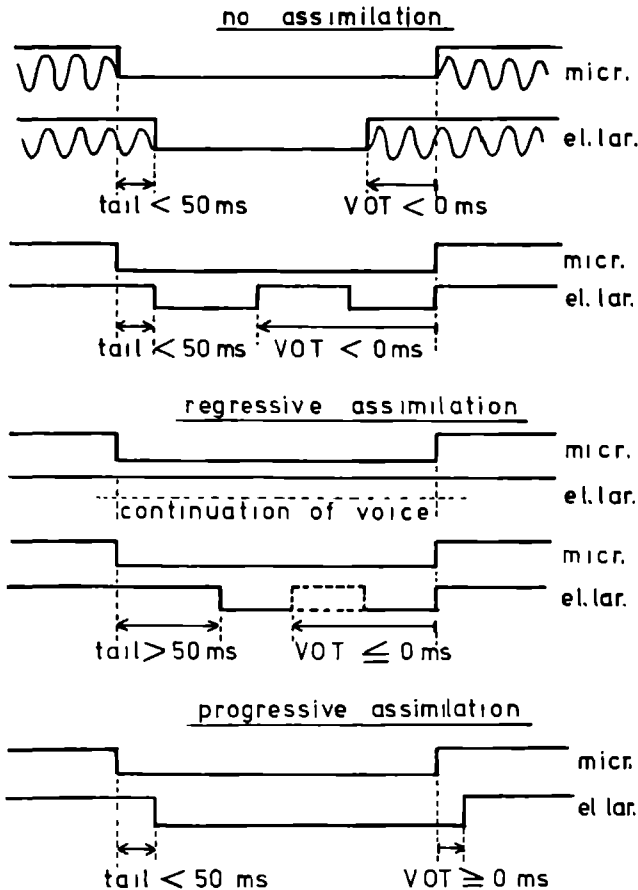 no assimilation
micr.
el. lar.
tail < 50 ms VOT < 0 ms
micr.
el. lar.
tail < 50 ms VOT < 0 ms
regressive assimilation
micr.
el. lar.
continuation of voice
micr.
el. lar.
tail > 50 ms VOT ≦ 0 ms
progressive assimilation
micr.
el lar.
tail < 50 ms VOT ≧ 0 ms